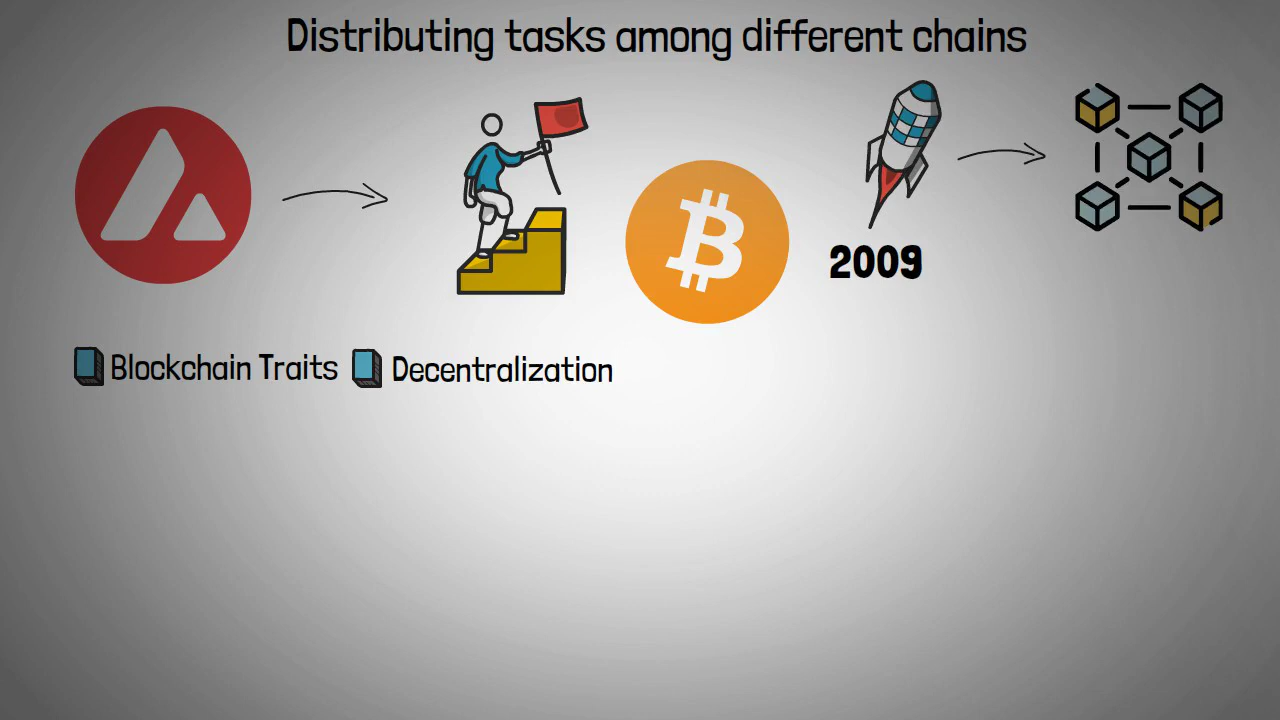 Distributing tasks among different chains
2009
Blockchain Traits
Decentralization